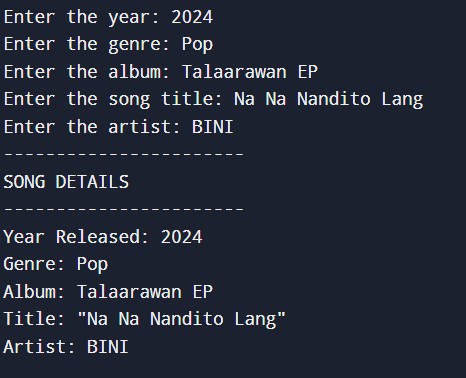 Enter the year: 2024
Enter the genre: Pop
Enter the album: Talaarawan EP
Enter the song title: Na Na Nandito Lang
Enter the artist: BINI
-----------------------
SONG DETAILS
-----------------------
Year Released: 2024
Genre: Pop
Album: Talaarawan EP
Title: "Na Na Nandito Lang"
Artist: BINI